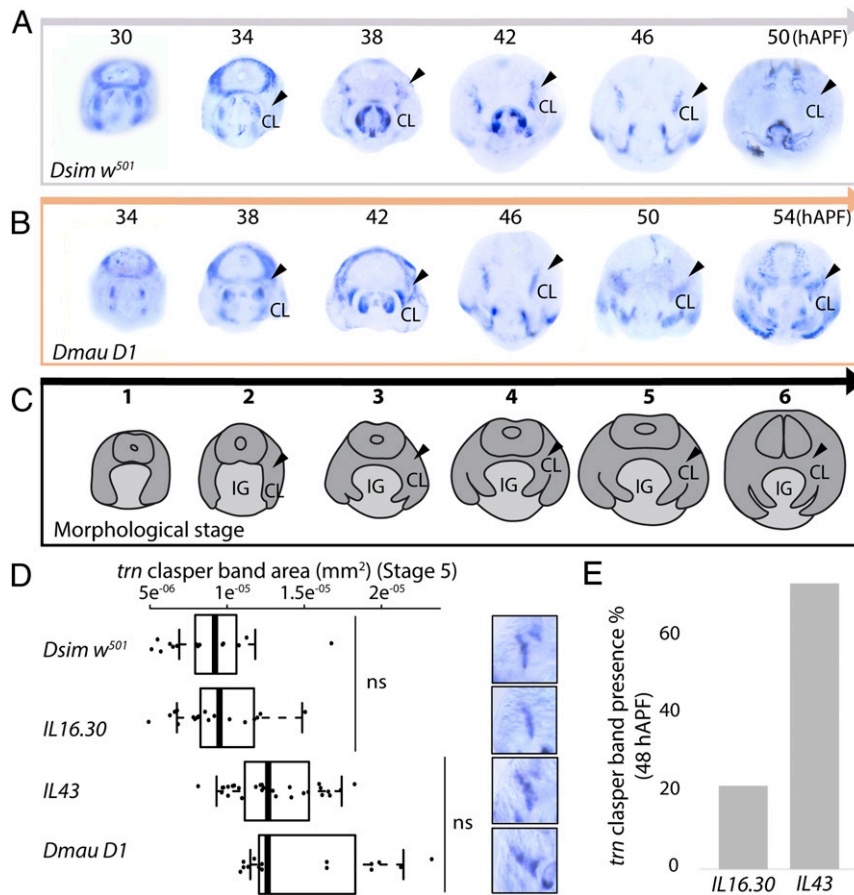 A
30 34 38 42 46 50 (hAPF)
CL CL CL CL CL
Dsim w⁵⁰¹
B
34 38 42 46 50 54 (hAPF)
CL CL CL CL CL
Dmau D1
C
1 2 3 4 5 6
CL CL CL CL CL
IG IG IG IG IG
Morphological stage
D
trn clasper band area (mm²) (Stage 5)
5e⁻⁰⁶ 1e⁻⁰⁵ 1.5e⁻⁰⁵ 2e⁻⁰⁵
Dsim w⁵⁰¹
ns
IL16.30
IL43
ns
Dmau D1
E
trn clasper band presence %
(48 hAPF)
60
40
20
0
IL16.30 IL43